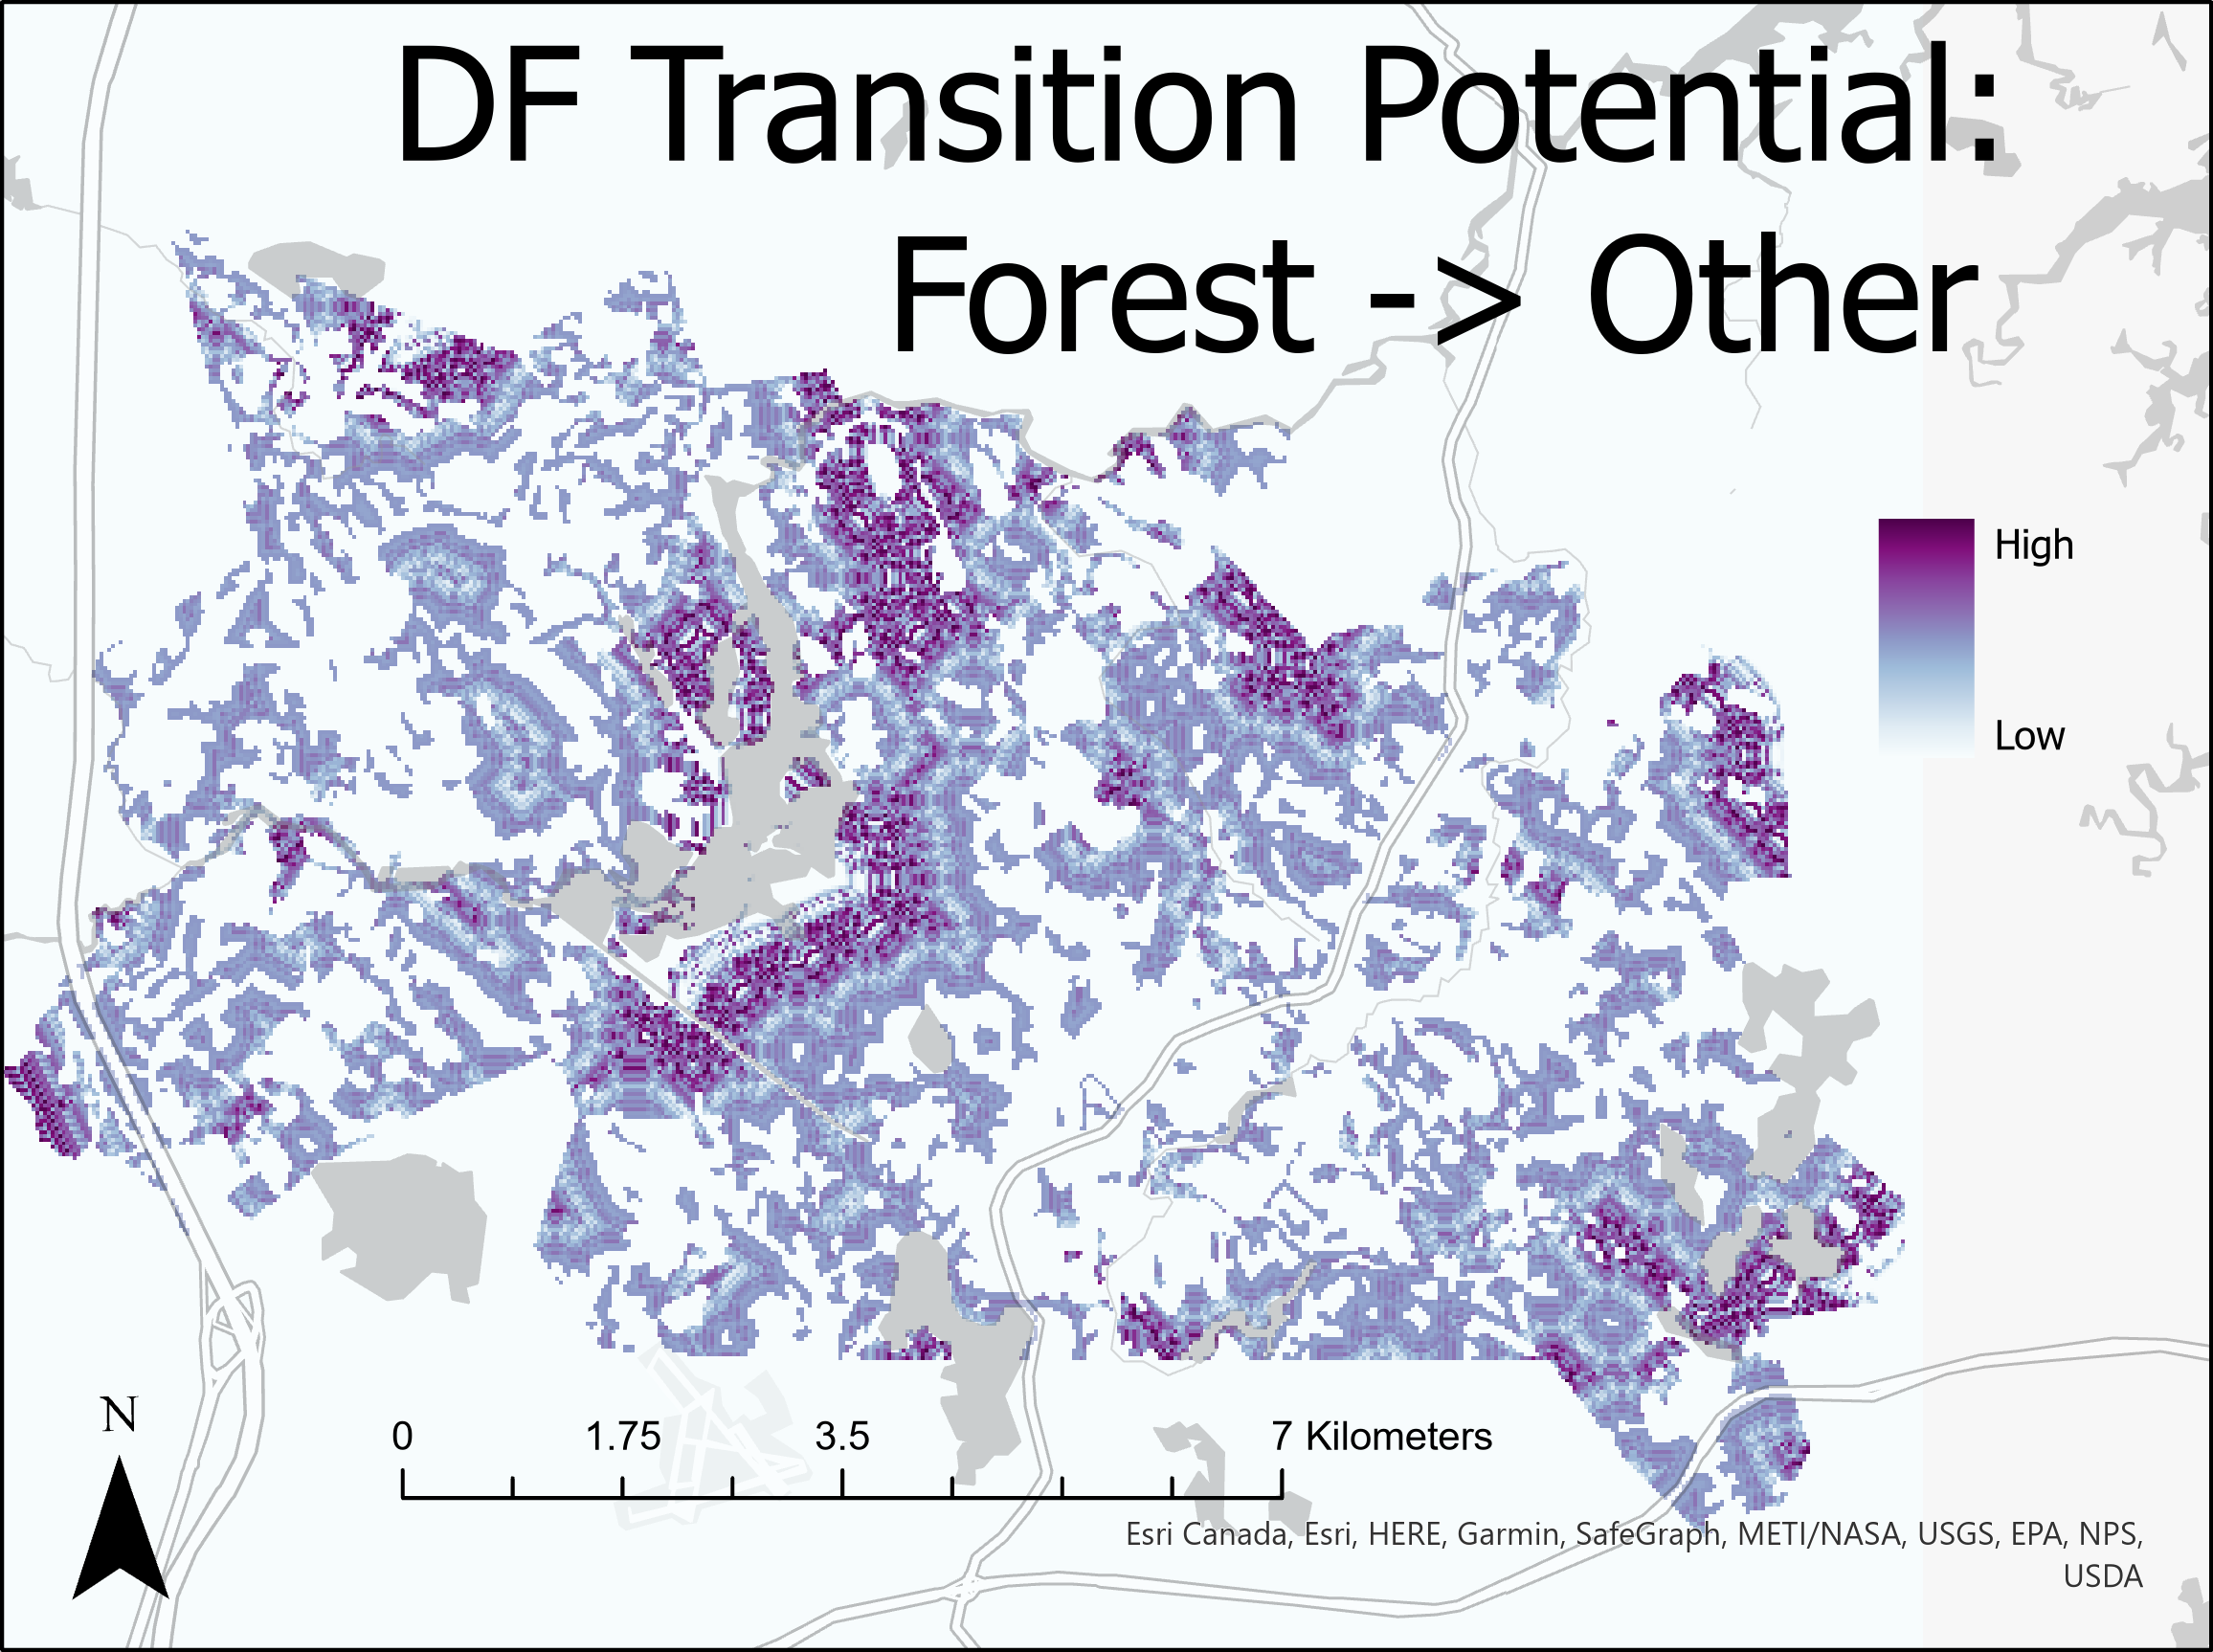 DF Transition Potential:
Forest -> Other
High
Low
N
0 1.75 3.5 7 Kilometers
Esri Canada, Esri, HERE, Garmin, SafeGraph, METI/NASA, USGS, EPA, NPS,
USDA